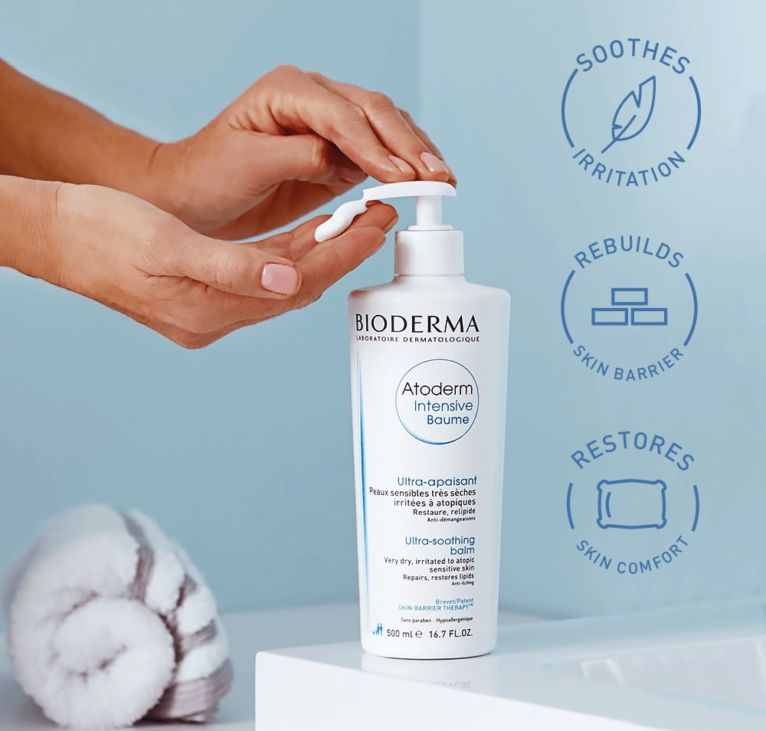 SOOTHES
IRRITATION
REBUILDS
SKIN BARRIER
RESTORES
SKIN COMFORT
BIODERMA
LABORATOIRE DERMATOLOGIQUE
Atoderm
Intensive
Baume
Ultra-apaisant
Peaux sensibles très sèches
irritées à atopiques
Restaure, relipide
Anti-démangeaisons
Ultra-soothing
balm
Very dry, irritated to atopic
sensitive skin
Repairs, restores lipids
Anti-itching
Brevet/Patent
SKIN BARRIER THERAPY™
Sans paraben - Hypoallergénique
500 ml ℮ 16.7 FL.OZ.